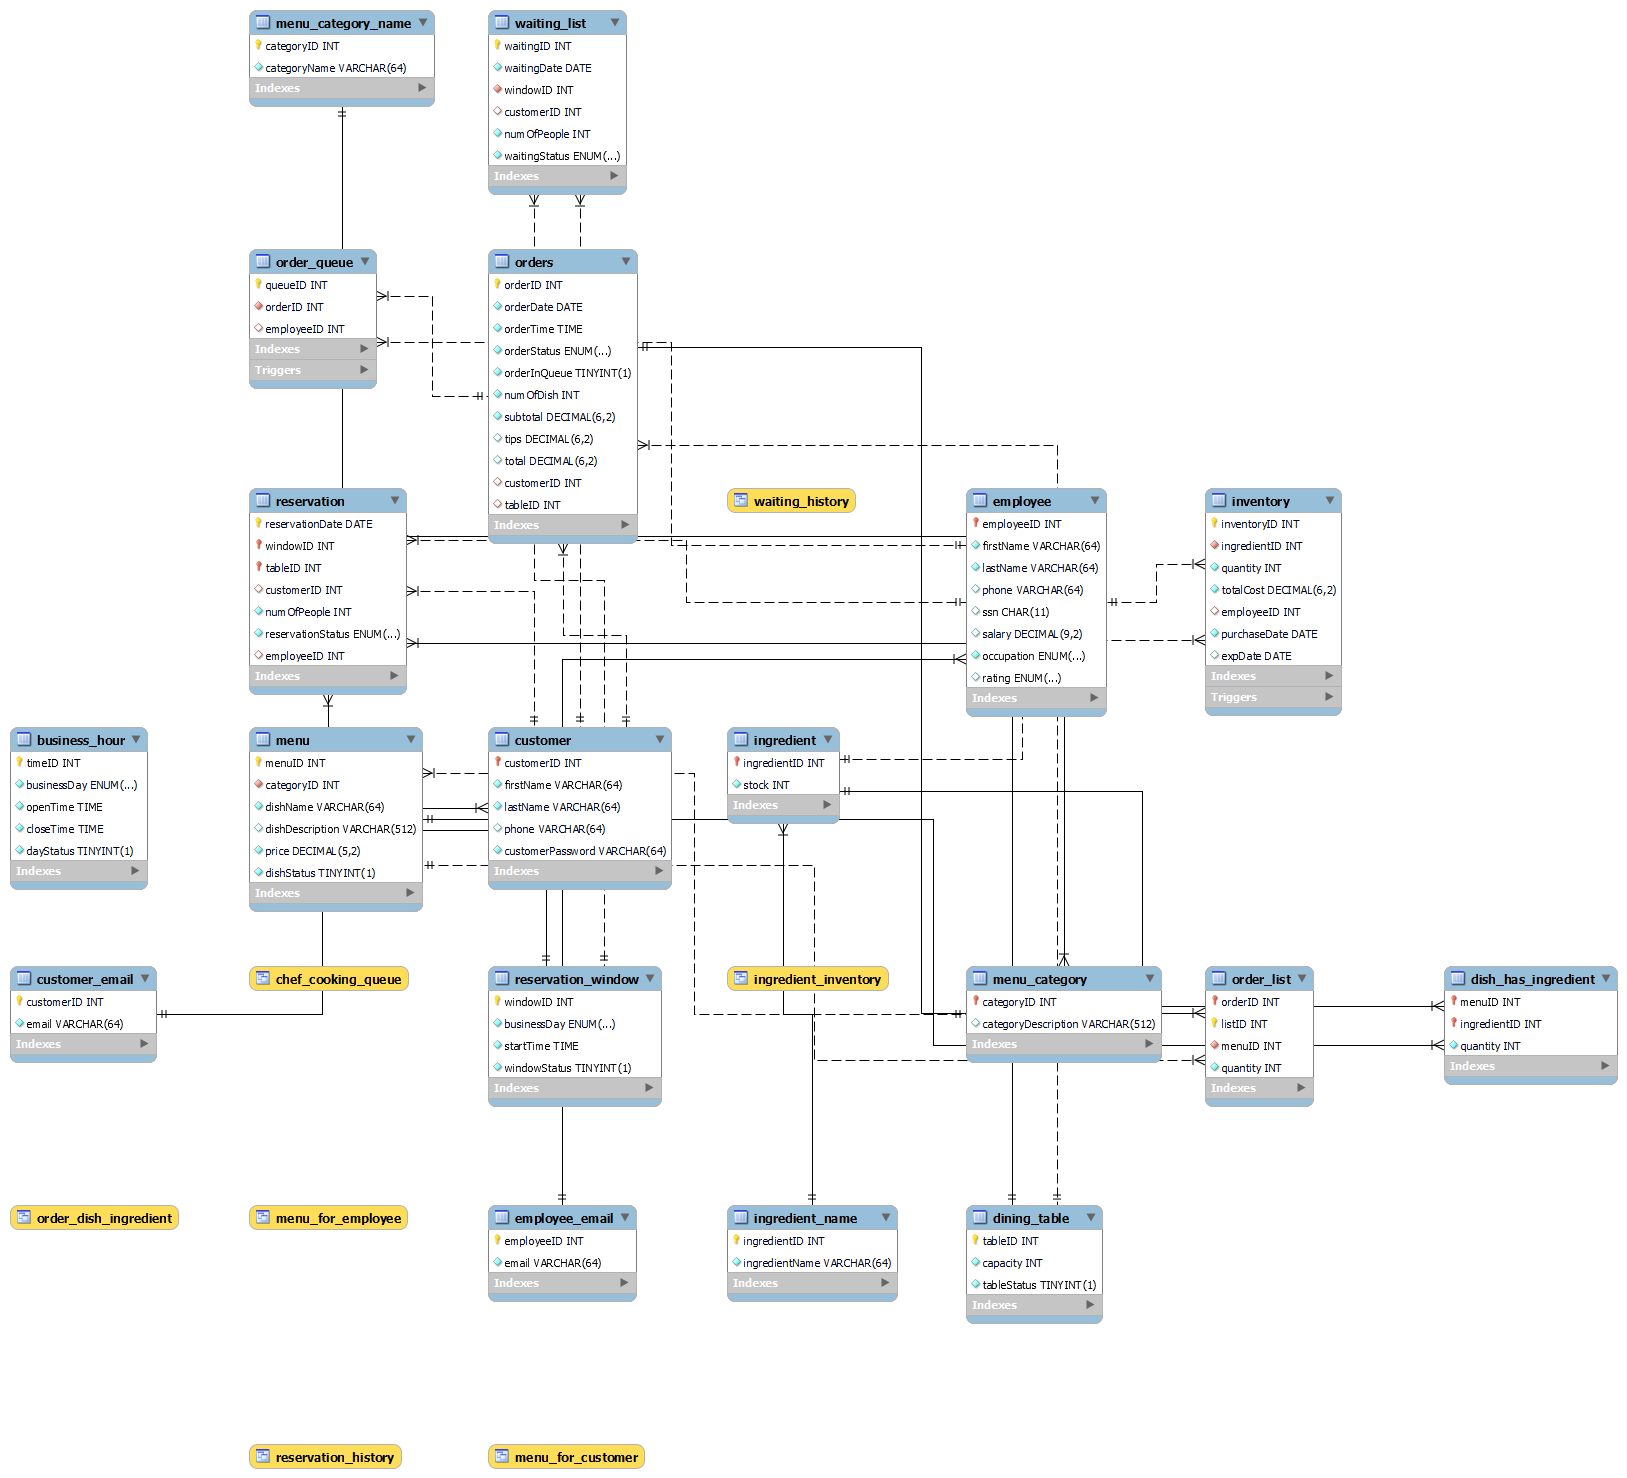 menu_category_name
categoryID INT
categoryName VARCHAR(64)
Indexes
waiting_list
waitingID INT
waitingDate DATE
windowID INT
customerID INT
numOfPeople INT
waitingStatus ENUM(...)
Indexes
order_queue
queueID INT
orderID INT
employeeID INT
Indexes
Triggers
orders
orderID INT
orderDate DATE
orderTime TIME
orderStatus ENUM(...)
orderInQueue TINYINT(1)
numOfDish INT
subtotal DECIMAL(6,2)
tips DECIMAL(6,2)
total DECIMAL(6,2)
customerID INT
tableID INT
Indexes
reservation
reservationDate DATE
windowID INT
tableID INT
customerID INT
numOfPeople INT
reservationStatus ENUM(...)
employeeID INT
Indexes
waiting_history
employee
employeeID INT
firstName VARCHAR(64)
lastName VARCHAR(64)
phone VARCHAR(64)
ssn CHAR(11)
salary DECIMAL(9,2)
occupation ENUM(...)
rating ENUM(...)
Indexes
inventory
inventoryID INT
ingredientID INT
quantity INT
totalCost DECIMAL(6,2)
employeeID INT
purchaseDate DATE
expDate DATE
Indexes
Triggers
business_hour
timeID INT
businessDay ENUM(...)
openTime TIME
closeTime TIME
dayStatus TINYINT(1)
Indexes
menu
menuID INT
categoryID INT
dishName VARCHAR(64)
dishDescription VARCHAR(512)
price DECIMAL(5,2)
dishStatus TINYINT(1)
Indexes
customer
customerID INT
firstName VARCHAR(64)
lastName VARCHAR(64)
phone VARCHAR(64)
customerPassword VARCHAR(64)
Indexes
ingredient
ingredientID INT
stock INT
Indexes
customer_email
customerID INT
email VARCHAR(64)
Indexes
chef_cooking_queue
reservation_window
windowID INT
businessDay ENUM(...)
startTime TIME
windowStatus TINYINT(1)
Indexes
ingredient_inventory
menu_category
categoryID INT
categoryDescription VARCHAR(512)
Indexes
order_list
orderID INT
listID INT
menuID INT
quantity INT
Indexes
dish_has_ingredient
menuID INT
ingredientID INT
quantity INT
Indexes
order_dish_ingredient
menu_for_employee
employee_email
employeeID INT
email VARCHAR(64)
Indexes
ingredient_name
ingredientID INT
ingredientName VARCHAR(64)
Indexes
dining_table
tableID INT
capacity INT
tableStatus TINYINT(1)
Indexes
reservation_history
menu_for_customer